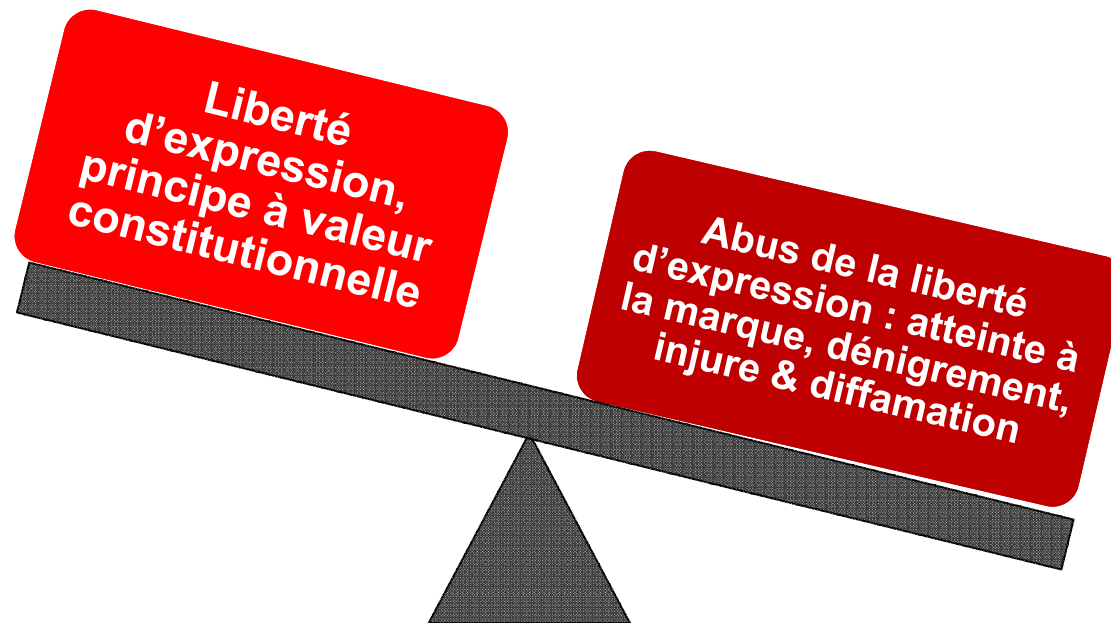 Liberté
d’expression,
principe à valeur
constitutionnelle
Abus de la liberté
d’expression : atteinte à
la marque, dénigrement,
injure & diffamation